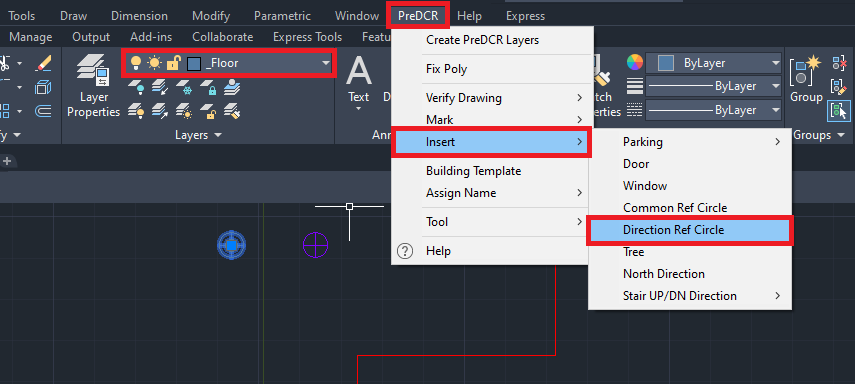 Tools Draw Dimension Modify Parametric Window PreDCR Help Express
Manage Output Add-ins Collaborate Express Tools Featu
_Floor
Layer
Properties
Layers
Text
Create PreDCR Layers
Fix Poly
Verify Drawing
Mark
Insert
Building Template
Assign Name
Tool
Help
Parking
Door
Window
Common Ref Circle
Direction Ref Circle
Tree
North Direction
Stair UP/DN Direction
ByLayer
ByLayer
ByLayer
Group
Groups